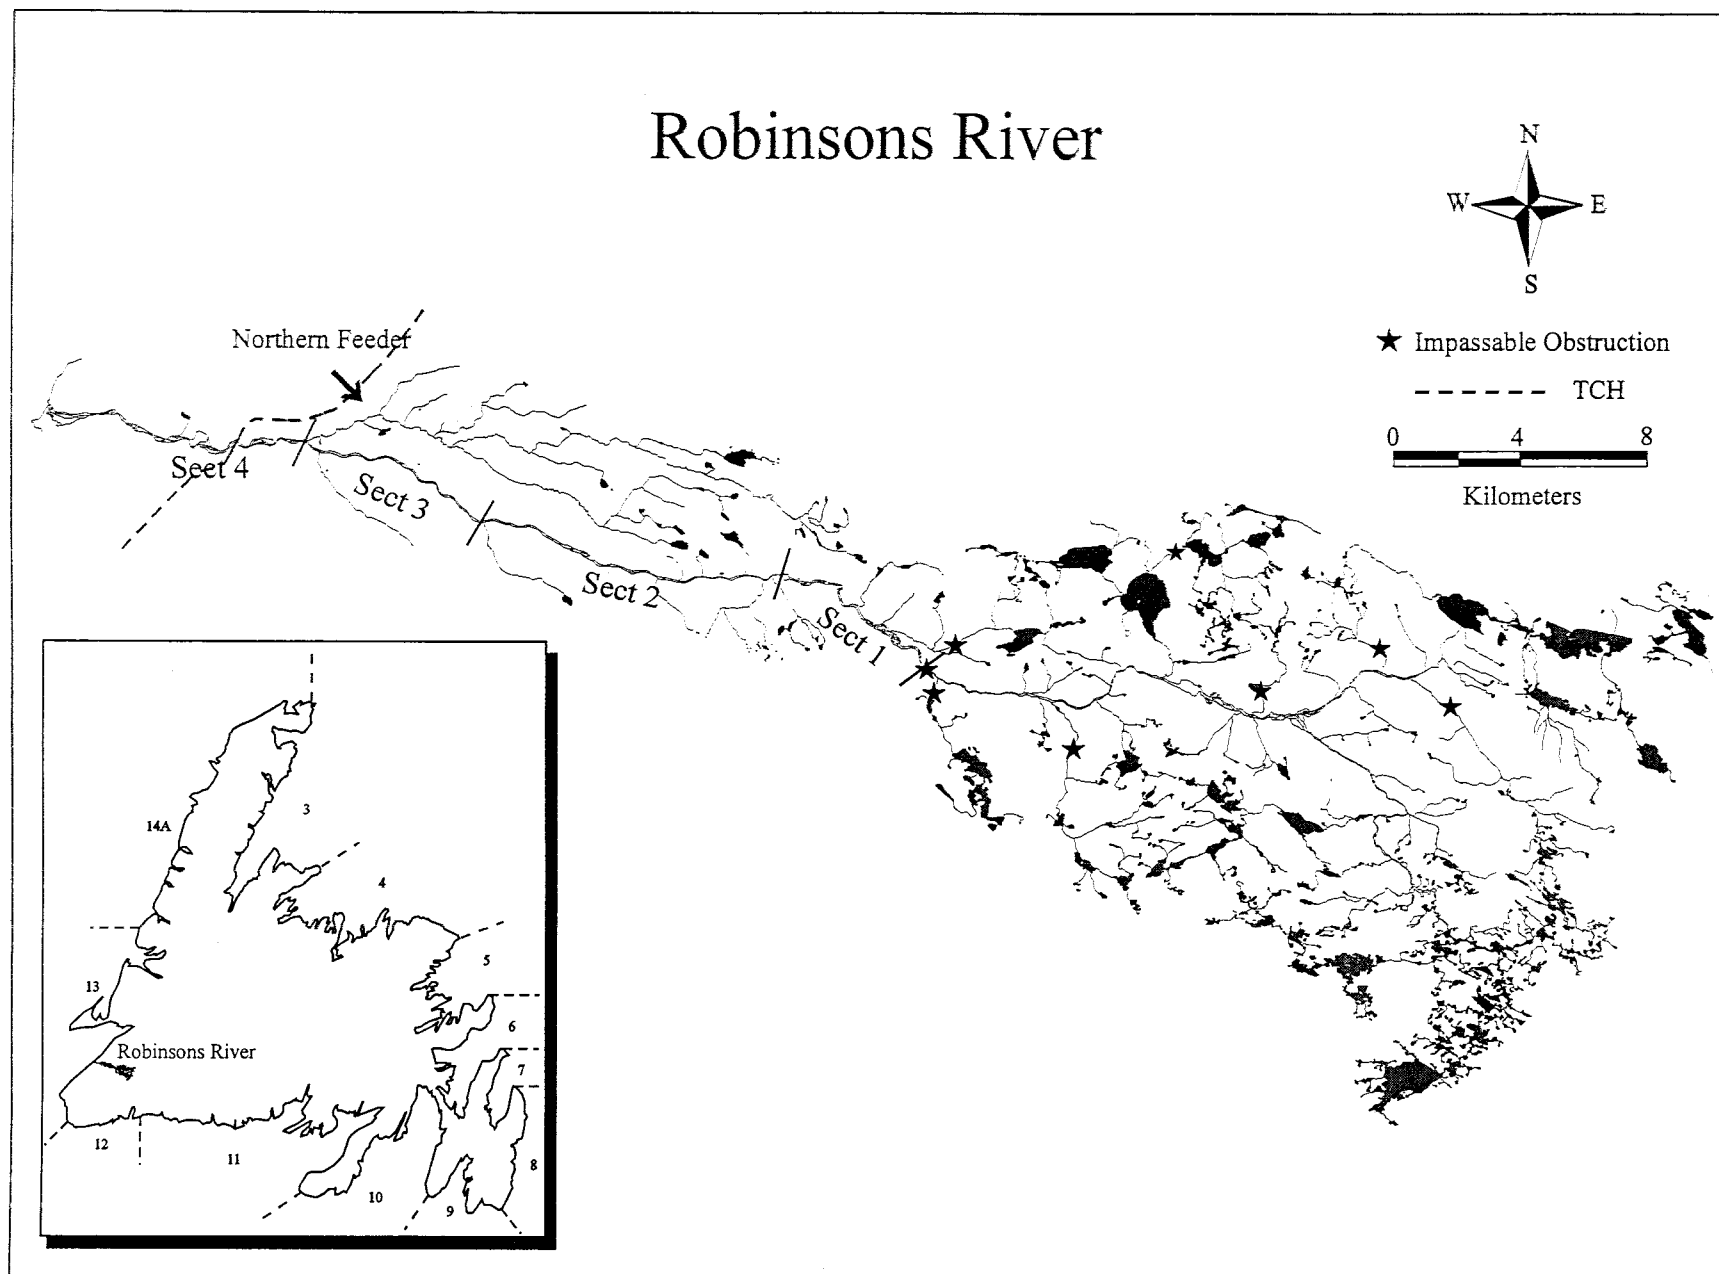 Robinsons River
N
W E
S
Northern Feeder
Impassable Obstruction
TCH
0 4 8
Kilometers
Sect 4
Sect 3
Sect 2
Sect 1
3
14A
4
5
13
6
Robinsons River
7
12
11
8
10
9